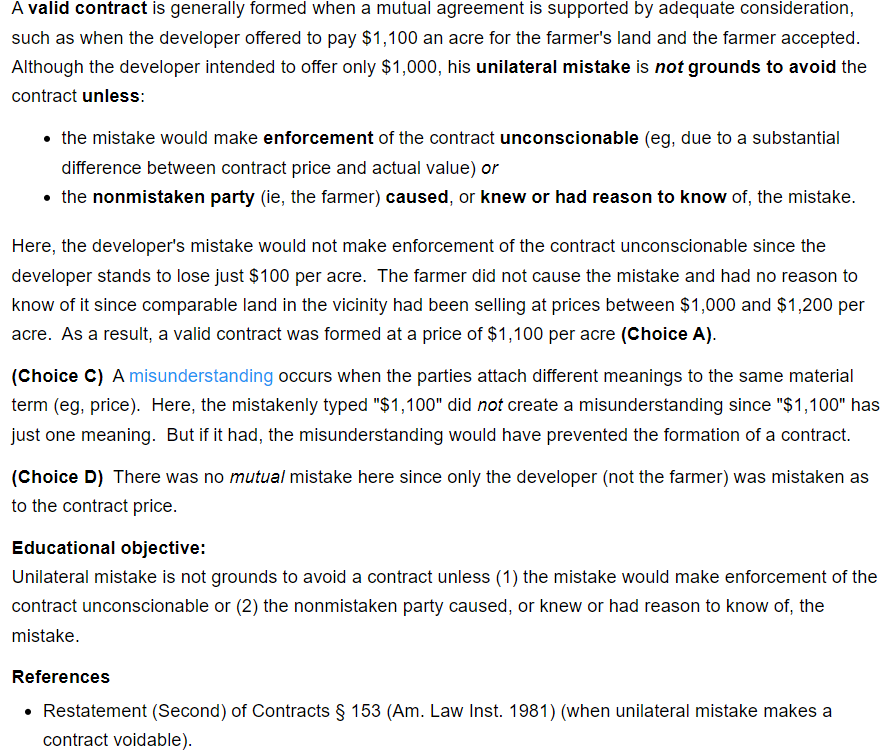 A valid contract is generally formed when a mutual agreement is supported by adequate consideration,
such as when the developer offered to pay $1,100 an acre for the farmer's land and the farmer accepted.
Although the developer intended to offer only $1,000, his unilateral mistake is not grounds to avoid the
contract unless:
• the mistake would make enforcement of the contract unconscionable (eg, due to a substantial
difference between contract price and actual value) or
• the nonmistaken party (ie, the farmer) caused, or knew or had reason to know of, the mistake.
Here, the developer's mistake would not make enforcement of the contract unconscionable since the
developer stands to lose just $100 per acre. The farmer did not cause the mistake and had no reason to
know of it since comparable land in the vicinity had been selling at prices between $1,000 and $1,200 per
acre. As a result, a valid contract was formed at a price of $1,100 per acre (Choice A).
(Choice C) A misunderstanding occurs when the parties attach different meanings to the same material
term (eg, price). Here, the mistakenly typed "$1,100" did not create a misunderstanding since "$1,100" has
just one meaning. But if it had, the misunderstanding would have prevented the formation of a contract.
(Choice D) There was no mutual mistake here since only the developer (not the farmer) was mistaken as
to the contract price.
Educational objective:
Unilateral mistake is not grounds to avoid a contract unless (1) the mistake would make enforcement of the
contract unconscionable or (2) the nonmistaken party caused, or knew or had reason to know of, the
mistake.
References
• Restatement (Second) of Contracts § 153 (Am. Law Inst. 1981) (when unilateral mistake makes a
contract voidable).